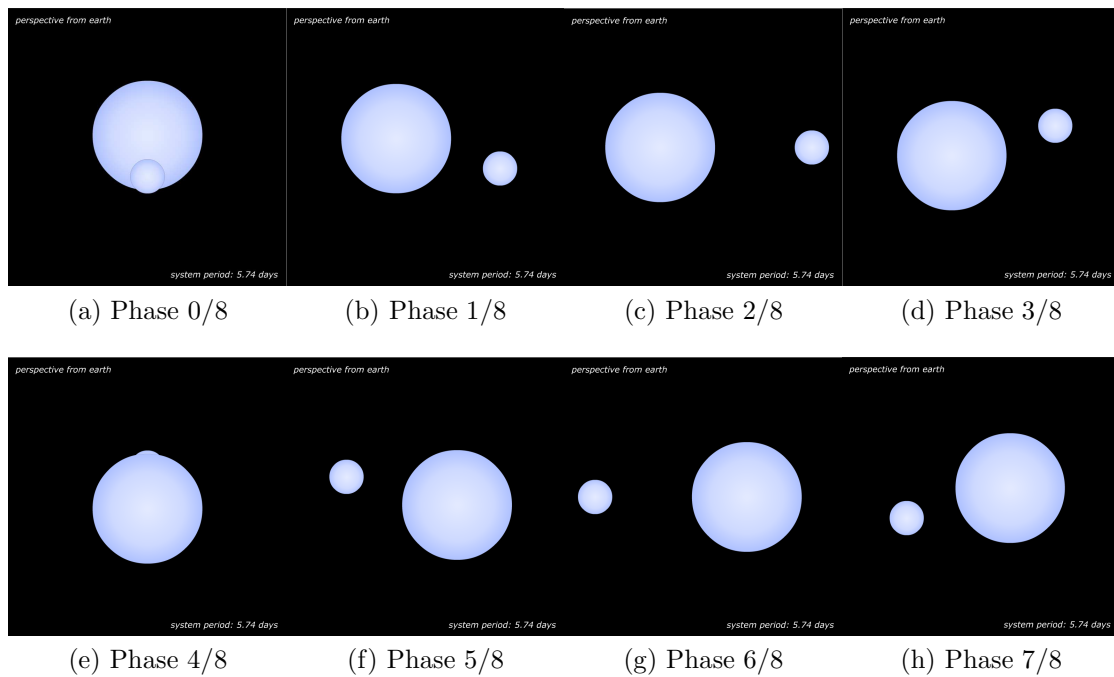 perspective from earth
system period: 5.74 days
(a) Phase 0/8
perspective from earth
system period: 5.74 days
(b) Phase 1/8
perspective from earth
system period: 5.74 days
(c) Phase 2/8
perspective from earth
system period: 5.74 days
(d) Phase 3/8
perspective from earth
system period: 5.74 days
(e) Phase 4/8
perspective from earth
system period: 5.74 days
(f) Phase 5/8
perspective from earth
system period: 5.74 days
(g) Phase 6/8
perspective from earth
system period: 5.74 days
(h) Phase 7/8